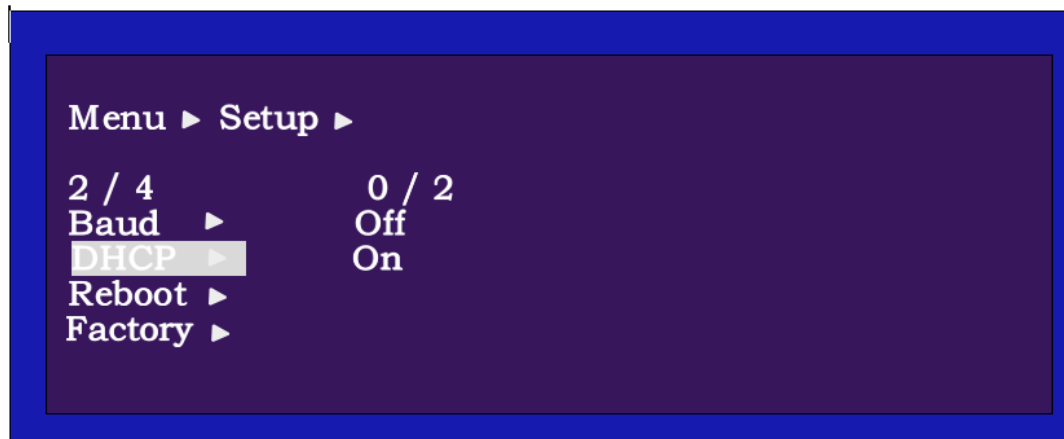 Menu ▶ Setup ▶
2 / 4 0 / 2
Baud ▶ Off
DHCP ▶ On
Reboot ▶
Factory ▶